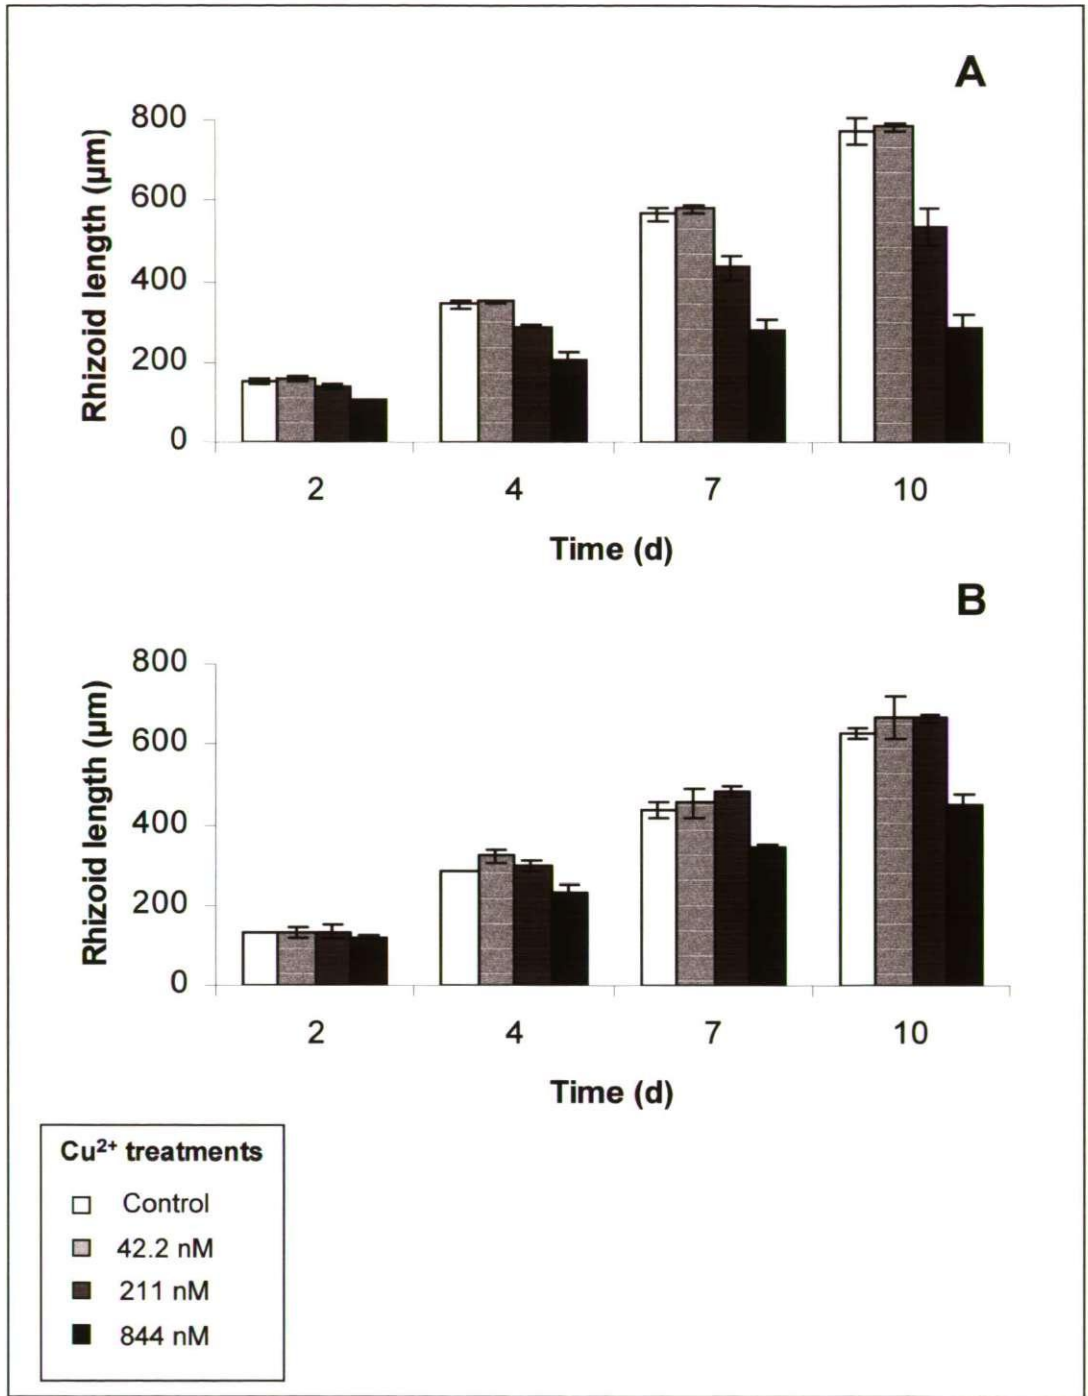 A
Rhizoid length (µm)
800
600
400
200
0
2 4 7 10
Time (d)
B
Rhizoid length (µm)
800
600
400
200
0
2 4 7 10
Time (d)
Cu²⁺ treatments
Control
42.2 nM
211 nM
844 nM